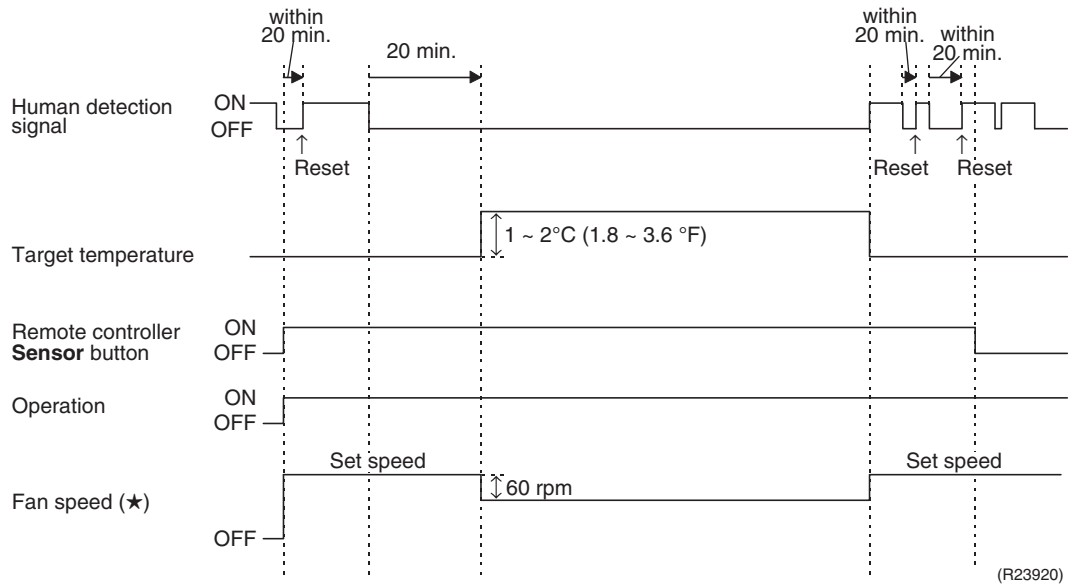 within
20 min.
20 min.
within
20 min.
within
20 min.
Human detection
signal
ON
OFF
Reset
Reset
Reset
Target temperature
1 ~ 2°C (1.8 ~ 3.6 °F)
Remote controller
Sensor button
ON
OFF
Operation
ON
OFF
Set speed
Set speed
Fan speed (★)
60 rpm
OFF
(R23920)